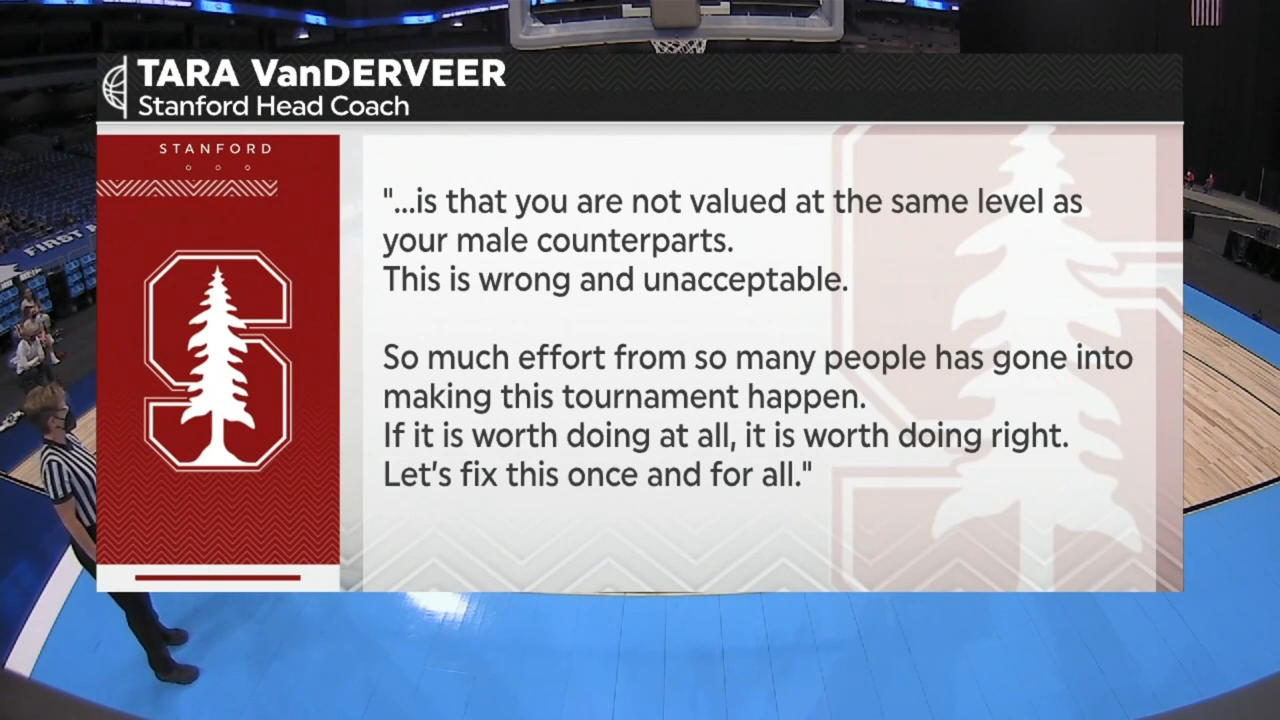 TARA VanDERVEER
Stanford Head Coach
STANFORD
"...is that you are not valued at the same level as
your male counterparts.
This is wrong and unacceptable.
So much effort from so many people has gone into
making this tournament happen.
If it is worth doing at all, it is worth doing right.
Let's fix this once and for all."
FIRST